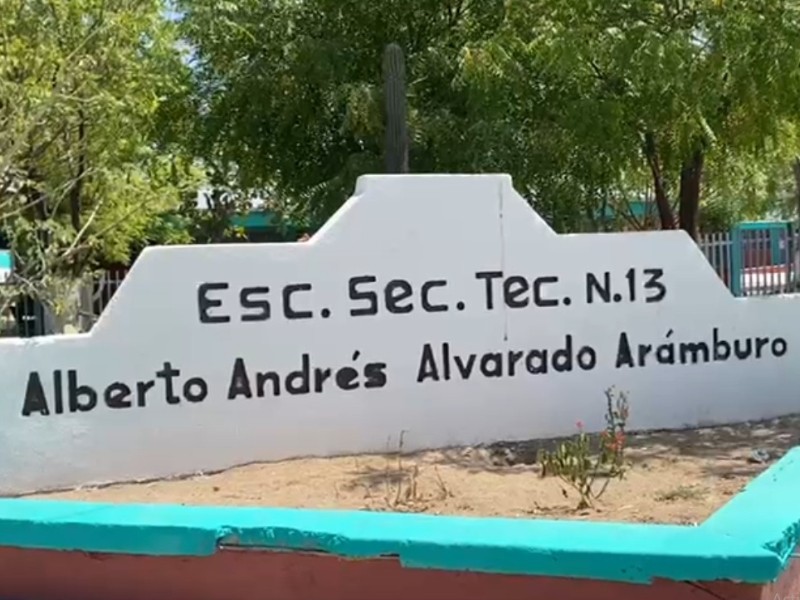 Esc. Sec. Tec. N.13
Alberto Andrés Alvarado Arámburo